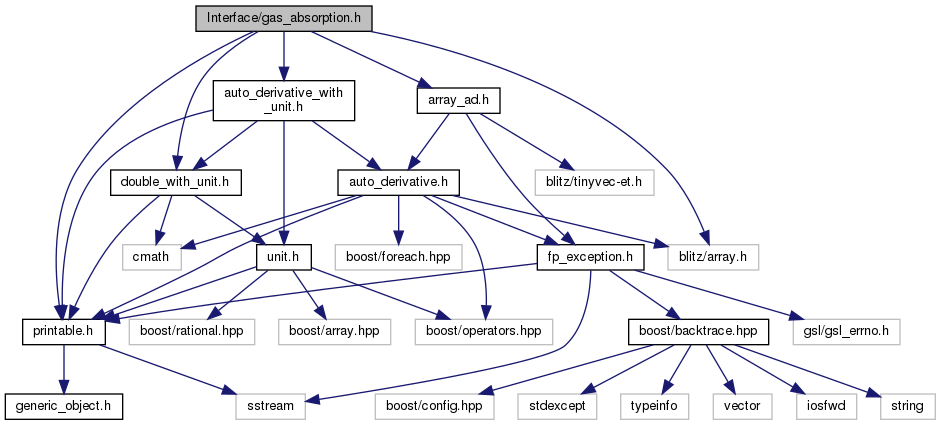 Interface/gas_absorption.h
auto_derivative_with
_unit.h
array_ad.h
double_with_unit.h
auto_derivative.h
blitz/tinyvec-et.h
cmath
unit.h
boost/foreach.hpp
fp_exception.h
blitz/array.h
printable.h
boost/rational.hpp
boost/array.hpp
boost/operators.hpp
boost/backtrace.hpp
gsl/gsl_errno.h
generic_object.h
sstream
boost/config.hpp
stdexcept
typeinfo
vector
iosfwd
string